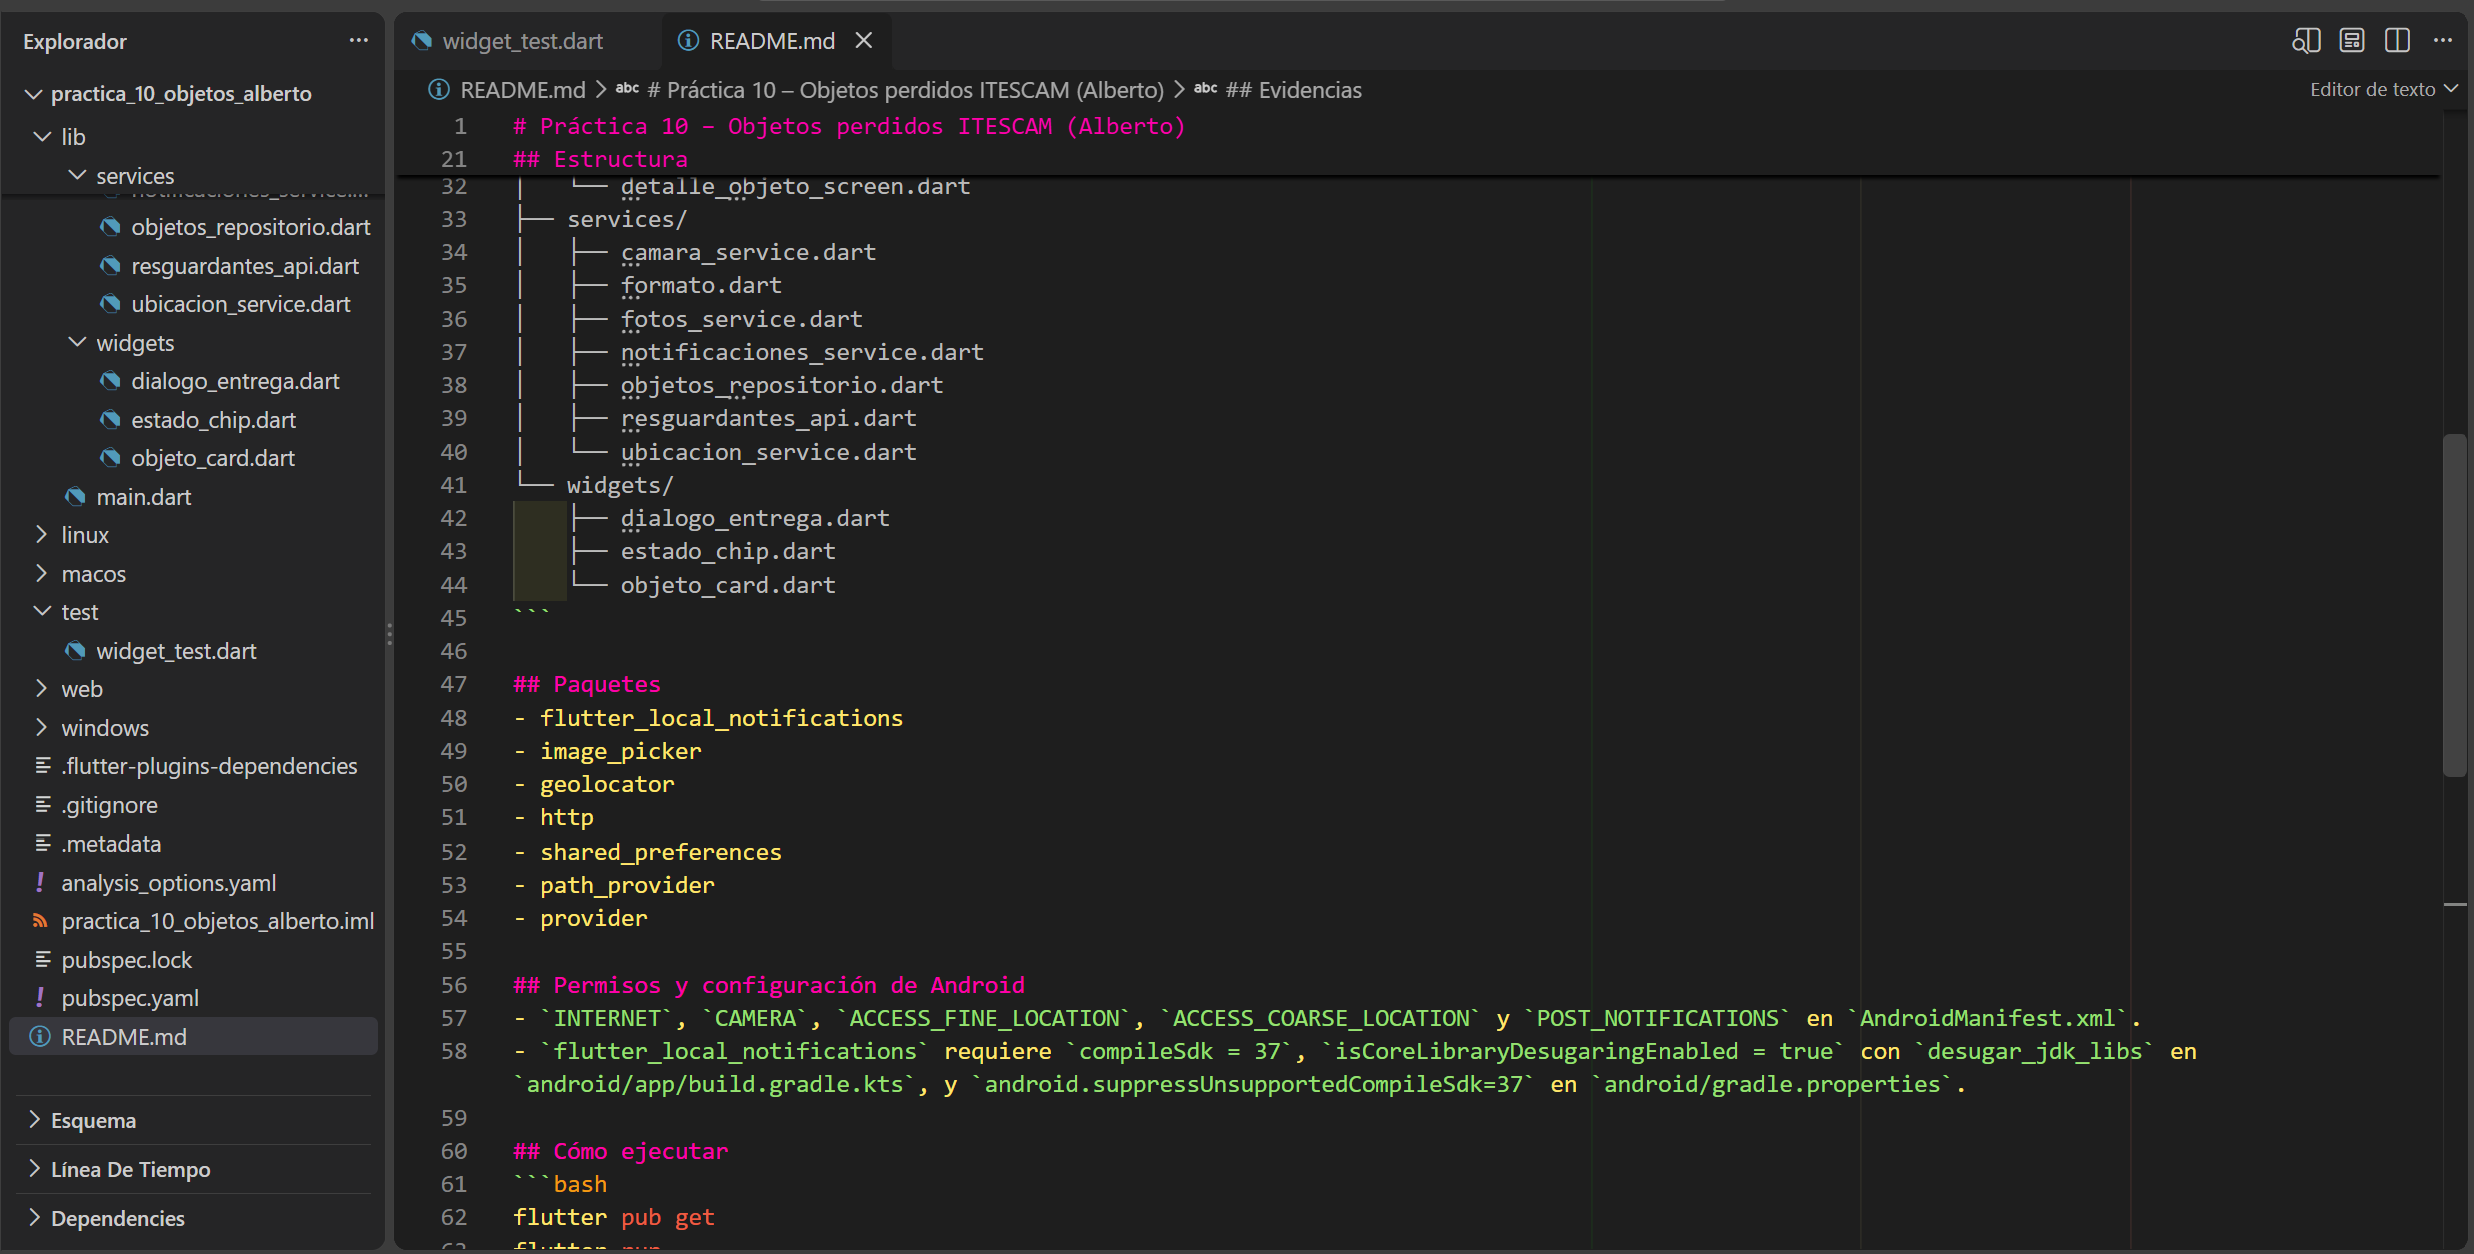 Explorador
practica_10_objetos_alberto
lib
services
objetos_repositorio.dart
resguardantes_api.dart
ubicacion_service.dart
widgets
dialogo_entrega.dart
estado_chip.dart
objeto_card.dart
main.dart
linux
macos
test
widget_test.dart
web
windows
.flutter-plugins-dependencies
.gitignore
.metadata
analysis_options.yaml
practica_10_objetos_alberto.iml
pubspec.lock
pubspec.yaml
README.md
Esquema
Línea De Tiempo
Dependencies
widget_test.dart
README.md
README.md > abc # Práctica 10 – Objetos perdidos ITESCAM (Alberto) > abc ## Evidencias
Editor de texto
1 # Práctica 10 – Objetos perdidos ITESCAM (Alberto)
21 ## Estructura
32 │   └── detalle_objeto_screen.dart
33 ├── services/
34 │   ├── camara_service.dart
35 │   ├── formato.dart
36 │   ├── fotos_service.dart
37 │   ├── notificaciones_service.dart
38 │   ├── objetos_repositorio.dart
39 │   ├── resguardantes_api.dart
40 │   └── ubicacion_service.dart
41 └── widgets/
42     ├── dialogo_entrega.dart
43     ├── estado_chip.dart
44     └── objeto_card.dart
45 ```
46
47 ## Paquetes
48 - flutter_local_notifications
49 - image_picker
50 - geolocator
51 - http
52 - shared_preferences
53 - path_provider
54 - provider
55
56 ## Permisos y configuración de Android
57 - `INTERNET`, `CAMERA`, `ACCESS_FINE_LOCATION`, `ACCESS_COARSE_LOCATION` y `POST_NOTIFICATIONS` en `AndroidManifest.xml`.
58 - `flutter_local_notifications` requiere `compileSdk = 37`, `isCoreLibraryDesugaringEnabled = true` con `desugar_jdk_libs` en
`android/app/build.gradle.kts`, y `android.suppressUnsupportedCompileSdk=37` en `android/gradle.properties`.
59
60 ## Cómo ejecutar
61 ```bash
62 flutter pub get